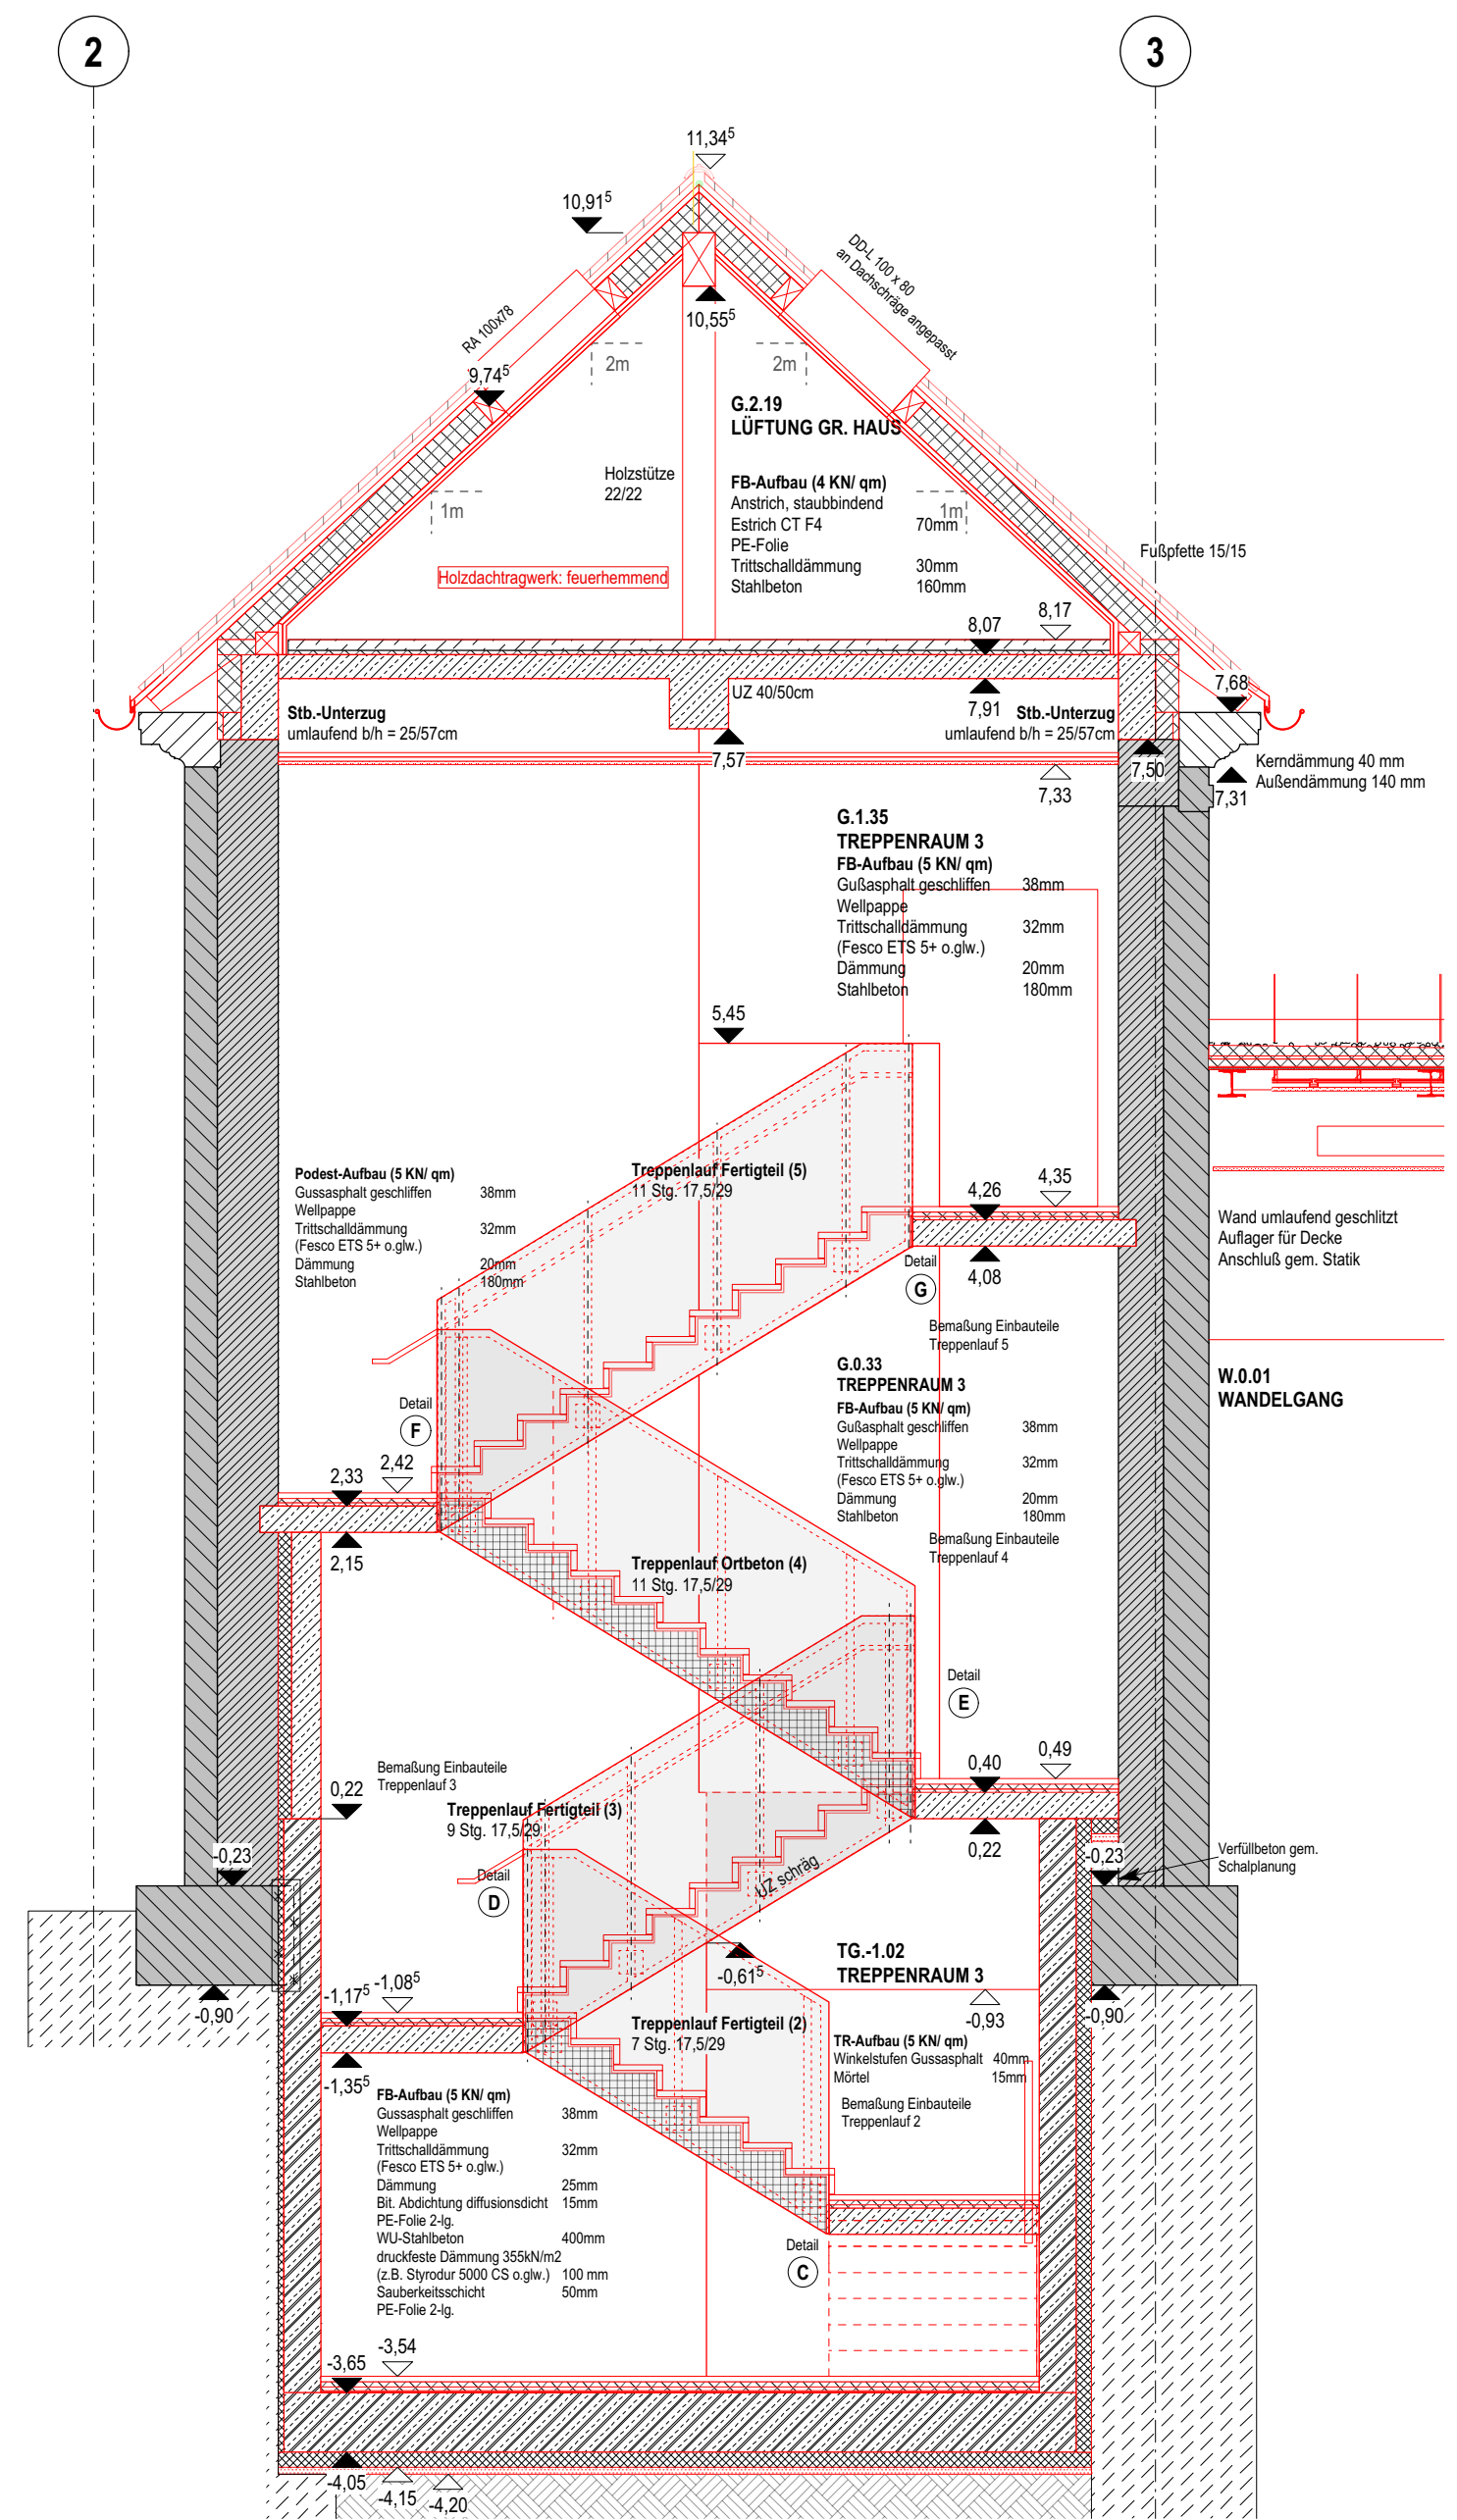 2
3
11,34⁵
10,91⁵
RA 100x78
DD-L 100 x 80
an Dachschräge angepasst
10,55⁵
9,74⁵
2m
2m
G.2.19
LÜFTUNG GR. HAUS
Holzstütze
22/22
FB-Aufbau (4 KN/ qm)
Anstrich, staubbindend
Estrich CT F4 70mm
PE-Folie
Trittschalldämmung 30mm
Stahlbeton 160mm
1m
1m
Fußpfette 15/15
Holzdachtragwerk: feuerhemmend
8,07
8,17
7,68
UZ 40/50cm
7,91
Stb.-Unterzug
umlaufend b/h = 25/57cm
Stb.-Unterzug
umlaufend b/h = 25/57cm
7,57
7,50
7,33
7,31
Kerndämmung 40 mm
Außendämmung 140 mm
G.1.35
TREPPENRAUM 3
FB-Aufbau (5 KN/ qm)
Gußasphalt geschliffen 38mm
Wellpappe
Trittschalldämmung 32mm
(Fesco ETS 5+ o.glw.)
Dämmung 20mm
Stahlbeton 180mm
5,45
Podest-Aufbau (5 KN/ qm)
Gussasphalt geschliffen 38mm
Wellpappe
Trittschalldämmung 32mm
(Fesco ETS 5+ o.glw.)
Dämmung 20mm
Stahlbeton 180mm
Treppenlauf Fertigteil (5)
11 Stg. 17,5/29
4,26
4,35
4,08
Detail
G
Wand umlaufend geschlitzt
Auflager für Decke
Anschluß gem. Statik
Bemaßung Einbauteile
Treppenlauf 5
G.0.33
TREPPENRAUM 3
FB-Aufbau (5 KN/ qm)
Gußasphalt geschliffen 38mm
Wellpappe
Trittschalldämmung 32mm
(Fesco ETS 5+ o.glw.)
Dämmung 20mm
Stahlbeton 180mm
W.0.01
WANDELGANG
Detail
F
2,33
2,42
2,15
Bemaßung Einbauteile
Treppenlauf 4
Treppenlauf Ortbeton (4)
11 Stg. 17,5/29
Detail
E
0,40
0,49
0,22
Bemaßung Einbauteile
Treppenlauf 3
0,22
Treppenlauf Fertigteil (3)
9 Stg. 17,5/29
Detail
D
UZ schräg
-0,23
-0,23
Verfüllbeton gem.
Schalplanung
-0,90
-0,90
TG.-1.02
TREPPENRAUM 3
-0,61⁵
-0,93
-1,17⁵
-1,08⁵
-1,35⁵
Treppenlauf Fertigteil (2)
7 Stg. 17,5/29
TR-Aufbau (5 KN/ qm)
Winkelstufen Gussasphalt 40mm
Mörtel 15mm
Bemaßung Einbauteile
Treppenlauf 2
FB-Aufbau (5 KN/ qm)
Gussasphalt geschliffen 38mm
Wellpappe
Trittschalldämmung 32mm
(Fesco ETS 5+ o.glw.)
Dämmung 25mm
Bit. Abdichtung diffusionsdicht 15mm
PE-Folie 2-lg.
WU-Stahlbeton 400mm
druckfeste Dämmung 355kN/m2
(z.B. Styrodur 5000 CS o.glw.) 100 mm
Sauberkeitsschicht 50mm
PE-Folie 2-lg.
Detail
C
-3,65
-3,54
-4,05
-4,15
-4,20